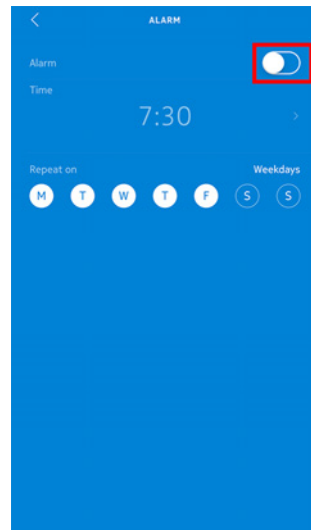 ALARM
Alarm
Time
7:30
Repeat on Weekdays
M T W T F S S